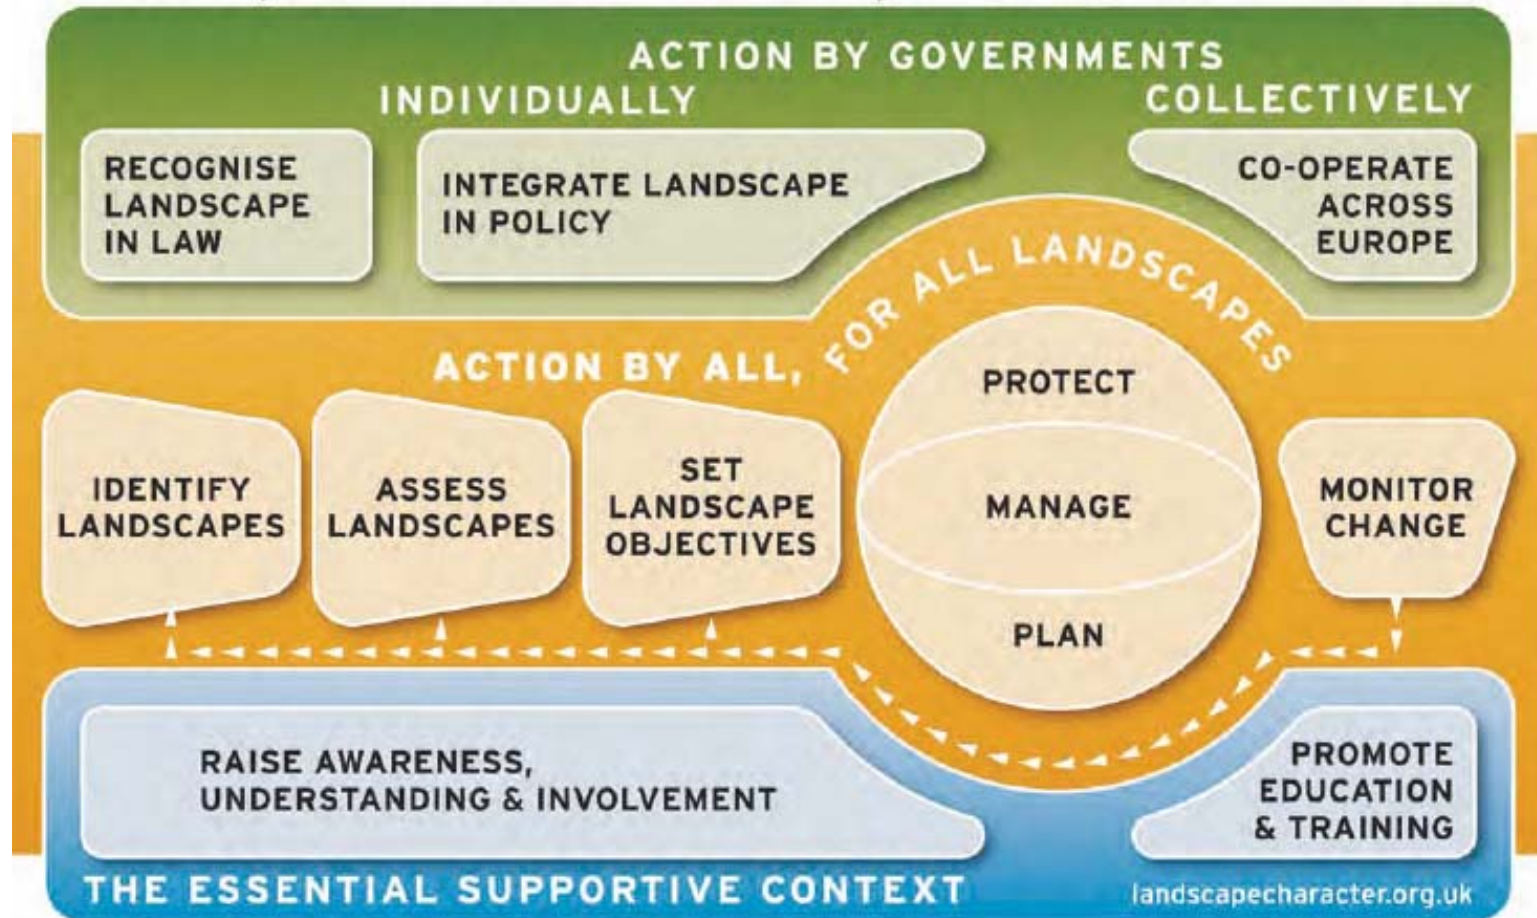 ACTION BY GOVERNMENTS
INDIVIDUALLY
COLLECTIVELY
RECOGNISE
LANDSCAPE
IN LAW
INTEGRATE LANDSCAPE
IN POLICY
CO-OPERATE
ACROSS
EUROPE
ACTION BY ALL,
FOR ALL LANDSCAPES
IDENTIFY
LANDSCAPES
ASSESS
LANDSCAPES
SET
LANDSCAPE
OBJECTIVES
PROTECT
MANAGE
PLAN
MONITOR
CHANGE
RAISE AWARENESS,
UNDERSTANDING & INVOLVEMENT
PROMOTE
EDUCATION
& TRAINING
THE ESSENTIAL SUPPORTIVE CONTEXT
landscapecharacter.org.uk